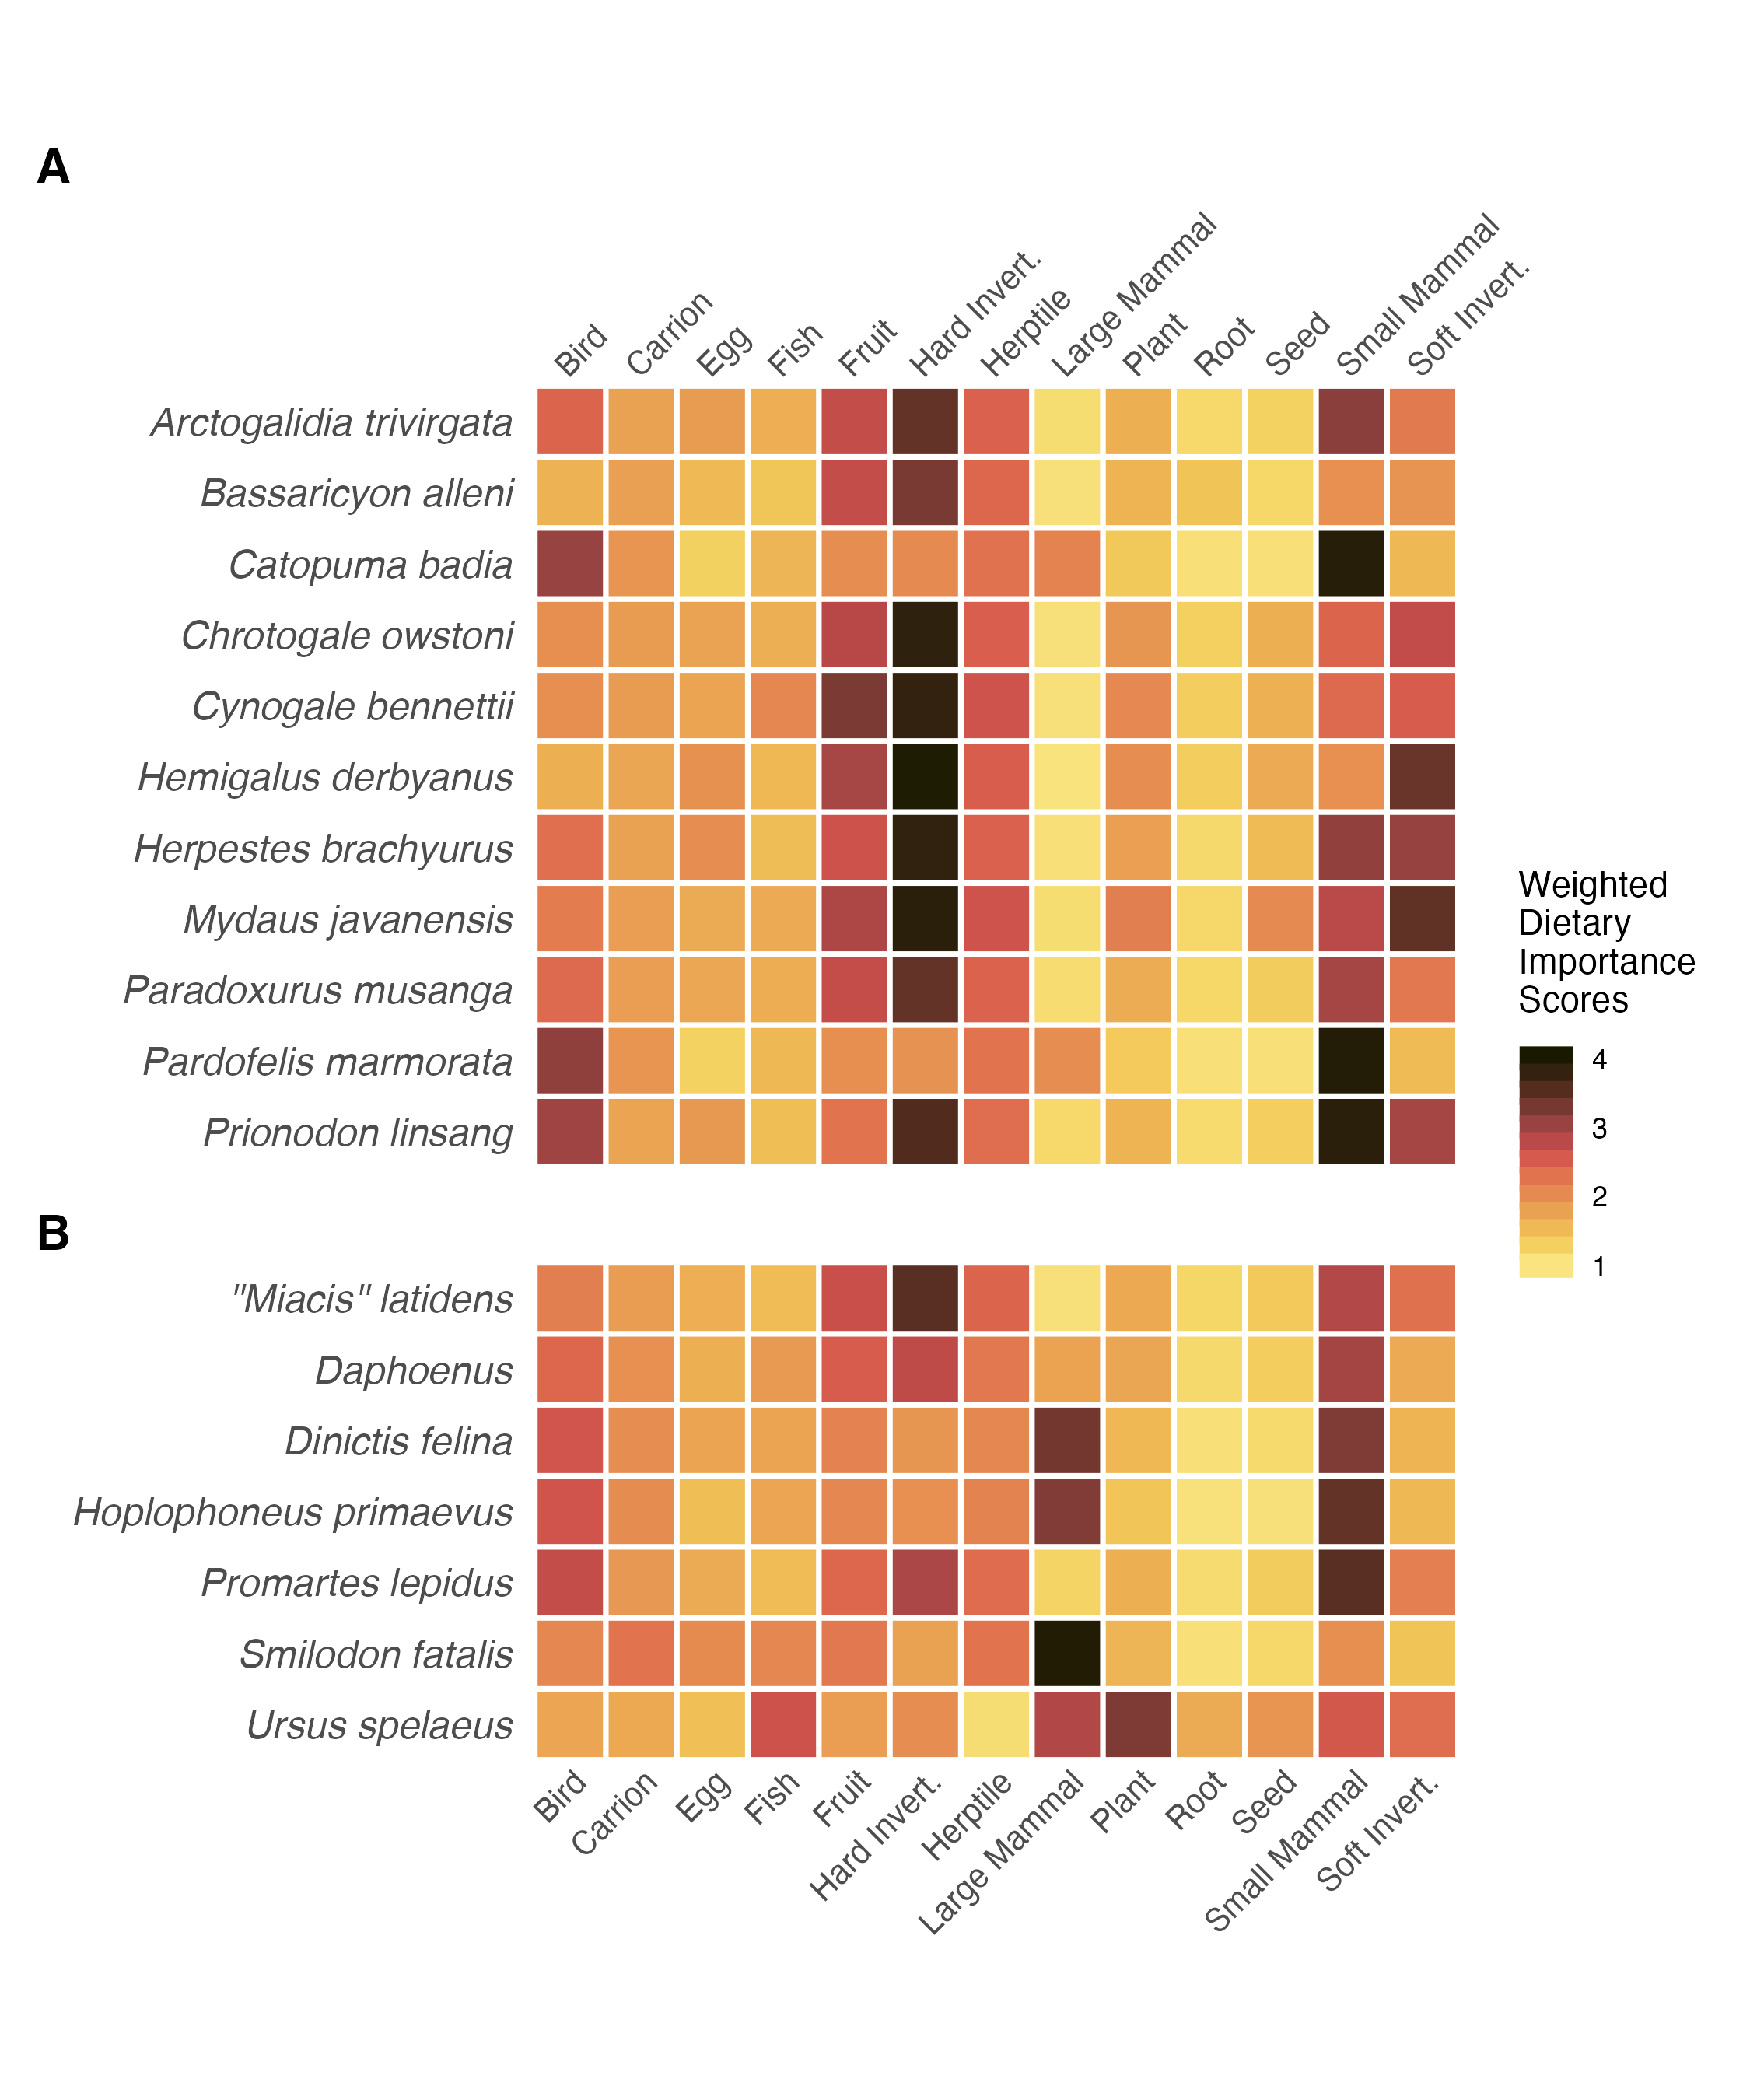 A
Bird
Carrion
Egg
Fish
Fruit
Hard Invert.
Herptile
Large Mammal
Plant
Root
Seed
Small Mammal
Soft Invert.
Arctogalidia trivirgata
Bassaricyon alleni
Catopuma badia
Chrotogale owstoni
Cynogale bennettii
Hemigalus derbyanus
Herpestes brachyurus
Mydaus javanensis
Paradoxurus musanga
Pardofelis marmorata
Prionodon linsang
Weighted
Dietary
Importance
Scores
4
3
2
1
B
"Miacis" latidens
Daphoenus
Dinictis felina
Hoplophoneus primaevus
Promartes lepidus
Smilodon fatalis
Ursus spelaeus
Bird
Carrion
Egg
Fish
Fruit
Hard Invert.
Herptile
Large Mammal
Plant
Root
Seed
Small Mammal
Soft Invert.